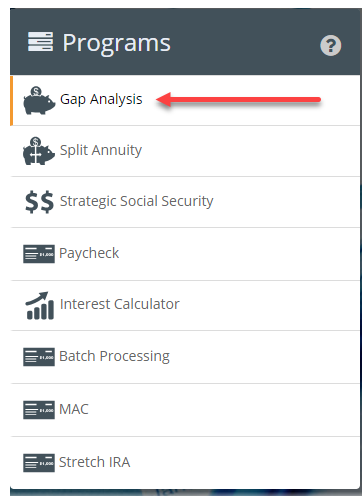 Programs
?
Gap Analysis
Split Annuity
$$ Strategic Social Security
Paycheck
Interest Calculator
Batch Processing
MAC
Stretch IRA